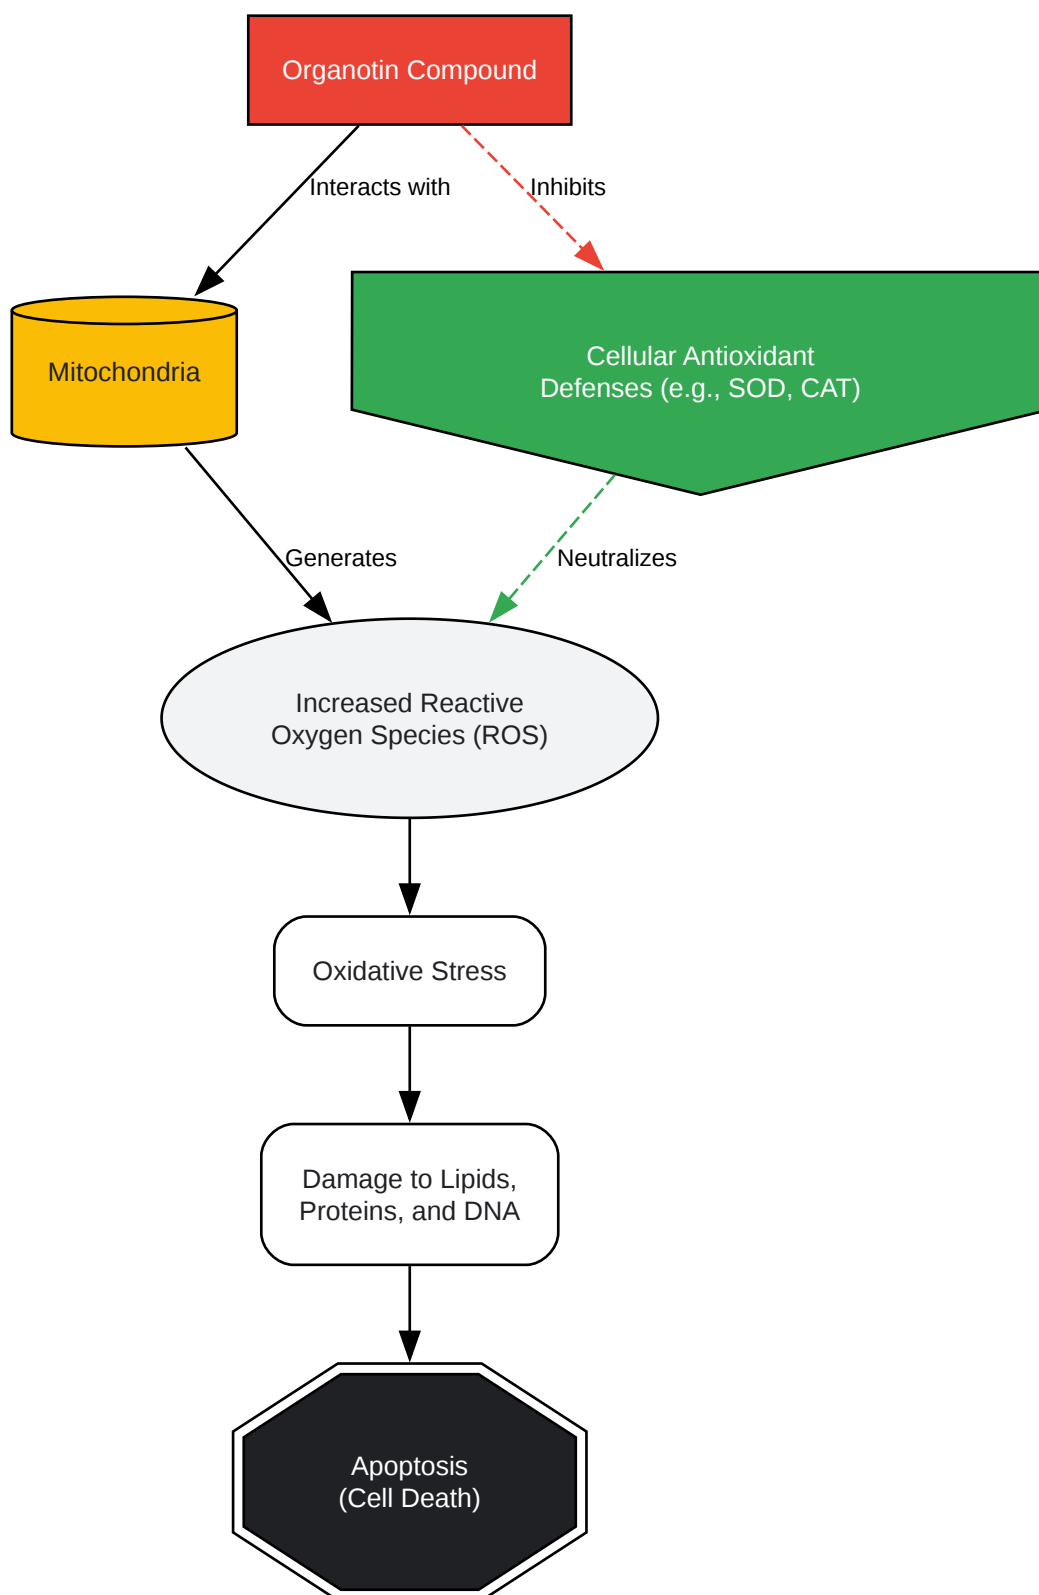 Organotin Compound
Interacts with
Inhibits
Mitochondria
Cellular Antioxidant
Defenses (e.g., SOD, CAT)
Generates
Neutralizes
Increased Reactive
Oxygen Species (ROS)
Oxidative Stress
Damage to Lipids,
Proteins, and DNA
Apoptosis
(Cell Death)